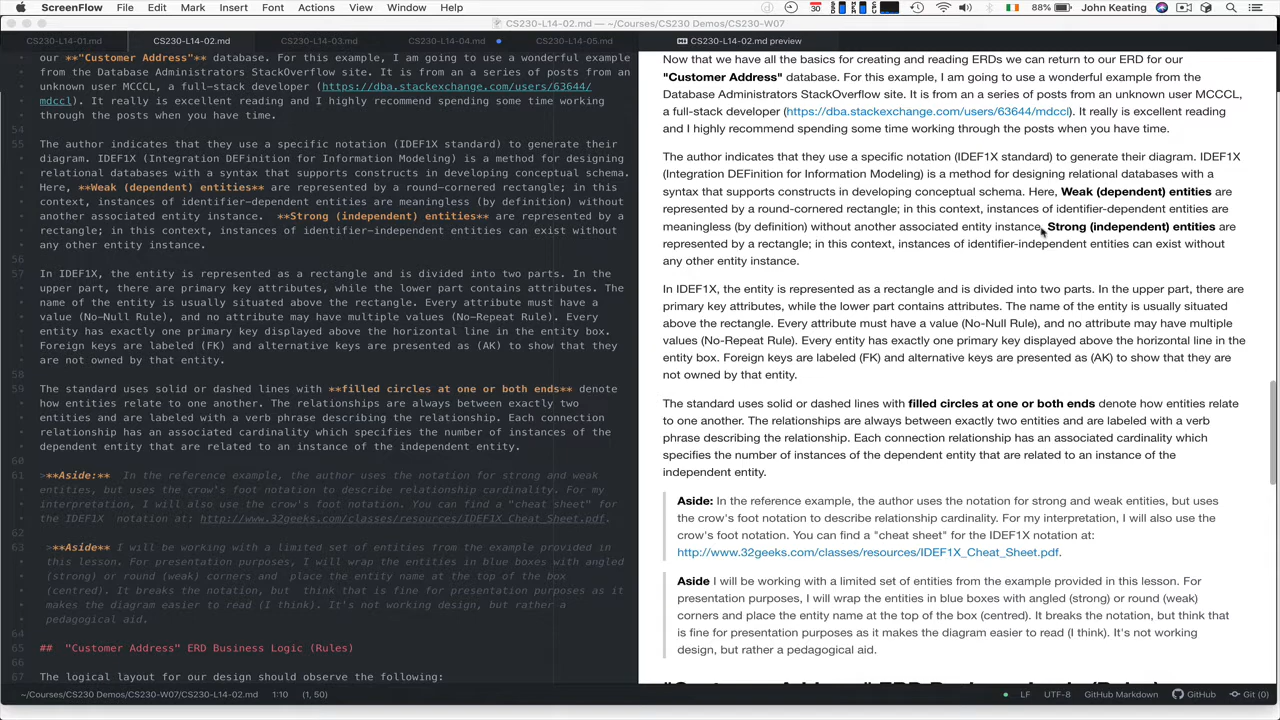 ScreenFlow File Edit Mark Insert Font Actions View Window Help 30 88% John Keating
CS230-L14-02.md — ~/Courses/CS230 Demos/CS230-W07
CS230-L14-01.md CS230-L14-02.md CS230-L14-03.md CS230-L14-04.md CS230-L14-05.md CS230-L14-02.md preview
our **"Customer Address"** database. For this example, I am going to use a wonderful example
from the Database Administrators StackOverflow site. It is from an a series of posts from an
unknown user MCCCL, a full-stack developer (https://dba.stackexchange.com/users/63644/
mdccl). It really is excellent reading and I highly recommend spending some time working
through the posts when you have time.
54
55 The author indicates that they use a specific notation (IDEF1X standard) to generate their
diagram. IDEF1X (Integration DEFinition for Information Modeling) is a method for designing
relational databases with a syntax that supports constructs in developing conceptual schema.
Here, **Weak (dependent) entities** are represented by a round-cornered rectangle; in this
context, instances of identifier-dependent entities are meaningless (by definition) without
another associated entity instance. **Strong (independent) entities** are represented by a
rectangle; in this context, instances of identifier-independent entities can exist without
any other entity instance.
56
57 In IDEF1X, the entity is represented as a rectangle and is divided into two parts. In the
upper part, there are primary key attributes, while the lower part contains attributes. The
name of the entity is usually situated above the rectangle. Every attribute must have a
value (No-Null Rule), and no attribute may have multiple values (No-Repeat Rule). Every
entity has exactly one primary key displayed above the horizontal line in the entity box.
Foreign keys are labeled (FK) and alternative keys are presented as (AK) to show that they
are not owned by that entity.
58
59 The standard uses solid or dashed lines with **filled circles at one or both ends** denote
how entities relate to one another. The relationships are always between exactly two
entities and are labeled with a verb phrase describing the relationship. Each connection
relationship has an associated cardinality which specifies the number of instances of the
dependent entity that are related to an instance of the independent entity.
60
61 >**Aside:** In the reference example, the author uses the notation for strong and weak
entities, but uses the crow's foot notation to describe relationship cardinality. For my
interpretation, I will also use the crow's foot notation. You can find a "cheat sheet" for
the IDEF1X notation at: http://www.32geeks.com/classes/resources/IDEF1X_Cheat_Sheet.pdf.
62
63 >**Aside** I will be working with a limited set of entities from the example provided in
this lesson. For presentation purposes, I will wrap the entities in blue boxes with angled
(strong) or round (weak) corners and place the entity name at the top of the box
(centred). It breaks the notation, but think that is fine for presentation purposes as it
makes the diagram easier to read (I think). It's not working design, but rather a
pedagogical aid.
64
65 ## "Customer Address" ERD Business Logic (Rules)
66
67 The logical layout for our design should observe the following:
Now that we have all the basics for creating and reading ERDs we can return to our ERD for our
"Customer Address" database. For this example, I am going to use a wonderful example from the
Database Administrators StackOverflow site. It is from an a series of posts from an unknown user MCCCL,
a full-stack developer (https://dba.stackexchange.com/users/63644/mdccl). It really is excellent reading
and I highly recommend spending some time working through the posts when you have time.
The author indicates that they use a specific notation (IDEF1X standard) to generate their diagram. IDEF1X
(Integration DEFinition for Information Modeling) is a method for designing relational databases with a
syntax that supports constructs in developing conceptual schema. Here, Weak (dependent) entities are
represented by a round-cornered rectangle; in this context, instances of identifier-dependent entities are
meaningless (by definition) without another associated entity instance. Strong (independent) entities are
represented by a rectangle; in this context, instances of identifier-independent entities can exist without
any other entity instance.
In IDEF1X, the entity is represented as a rectangle and is divided into two parts. In the upper part, there are
primary key attributes, while the lower part contains attributes. The name of the entity is usually situated
above the rectangle. Every attribute must have a value (No-Null Rule), and no attribute may have multiple
values (No-Repeat Rule). Every entity has exactly one primary key displayed above the horizontal line in the
entity box. Foreign keys are labeled (FK) and alternative keys are presented as (AK) to show that they are
not owned by that entity.
The standard uses solid or dashed lines with filled circles at one or both ends denote how entities relate
to one another. The relationships are always between exactly two entities and are labeled with a verb
phrase describing the relationship. Each connection relationship has an associated cardinality which
specifies the number of instances of the dependent entity that are related to an instance of the
independent entity.
Aside: In the reference example, the author uses the notation for strong and weak entities, but uses
the crow's foot notation to describe relationship cardinality. For my interpretation, I will also use the
crow's foot notation. You can find a "cheat sheet" for the IDEF1X notation at:
http://www.32geeks.com/classes/resources/IDEF1X_Cheat_Sheet.pdf.
Aside I will be working with a limited set of entities from the example provided in this lesson. For
presentation purposes, I will wrap the entities in blue boxes with angled (strong) or round (weak)
corners and place the entity name at the top of the box (centred). It breaks the notation, but think that
is fine for presentation purposes as it makes the diagram easier to read (I think). It's not working
design, but rather a pedagogical aid.
~/Courses/CS230 Demos/CS230-W07/CS230-L14-02.md 1:10 (1, 50) LF UTF-8 GitHub Markdown GitHub Git (0)